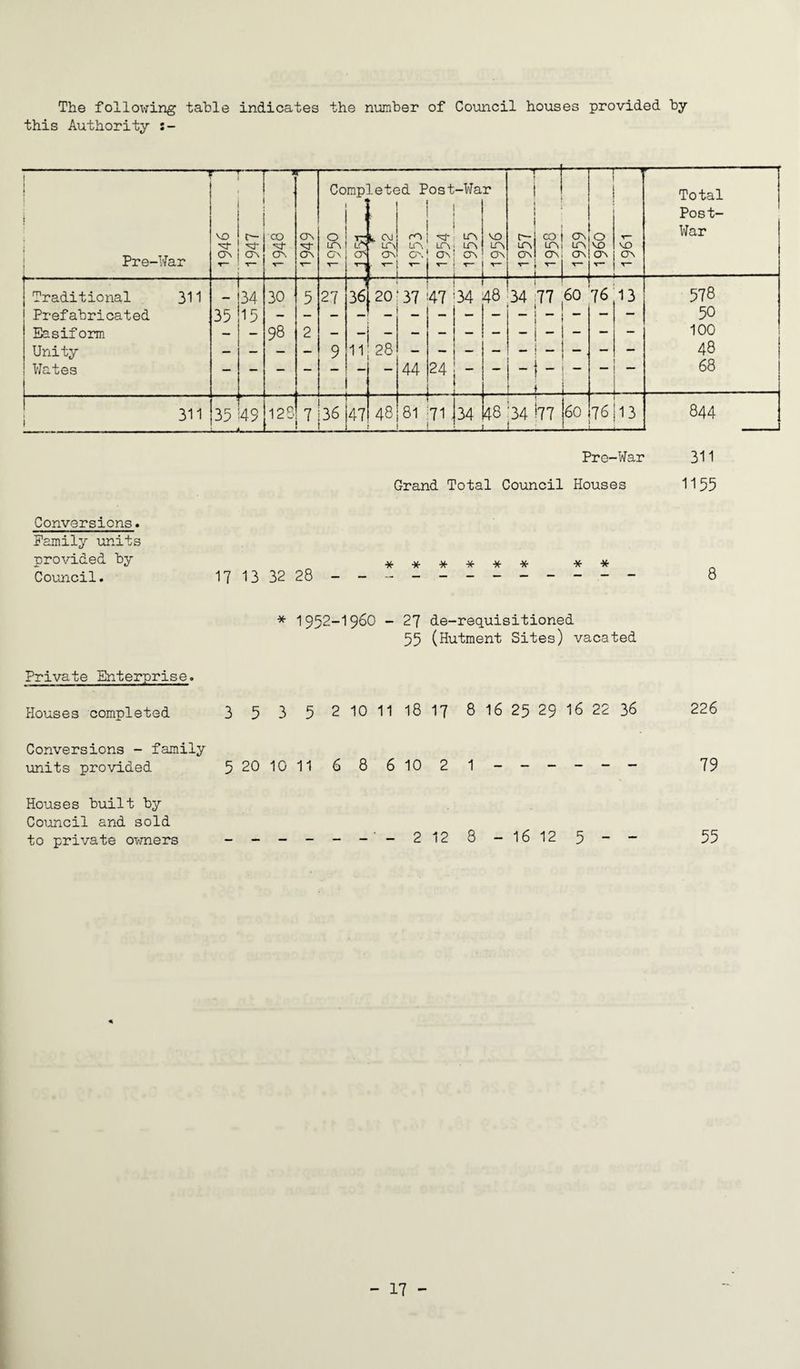 The following table indicates the number of Council houses provided by
this Authority :-
Completed Post-War
Total
Post-
War
Pre-War 1946 1947 1948 1949 1950 1951 1952 1953 1954 1955 1956 1957 1958 1959 1960 1961
Traditional 311 - 34 30 5 27 36 20 37 47 34 48 34 77 60 76 13 578
Prefabricated 35 15 - - - - - - - - - - - - - - 50
Easiform - - 98 2 - - - - - - - - - - - - 100
Unity - - - - 9 11 28 - - - - - - - - - 48
Wates - - - - - - - 44 24 - - - - - - - 68
311 35 49 128 7 36 47 48 81 71 34 48 34 77 60 76 13 844
Pre-War 311
Grand Total Council Houses 1155
Conversions.
Family units
provided by * * * * * * * *
Council. 17 13 32 28 - - - - - - - - - - - - 8
* 1952-1960 - 27 de-requisitioned
55 (Hutment Sites) vacated
Private Enterprise.
Houses completed 3 5 3 5 2 10 11 18 17 8 16 25 29 16 22 36 226
Conversions - family
units provided 5 20 10 11 6 8 6 10 2 1 - - - - - - 79
Houses built by
Council and sold
to private owners - - - - - - - 2 12 8 - 16 12 5 - - 55
- 17 -